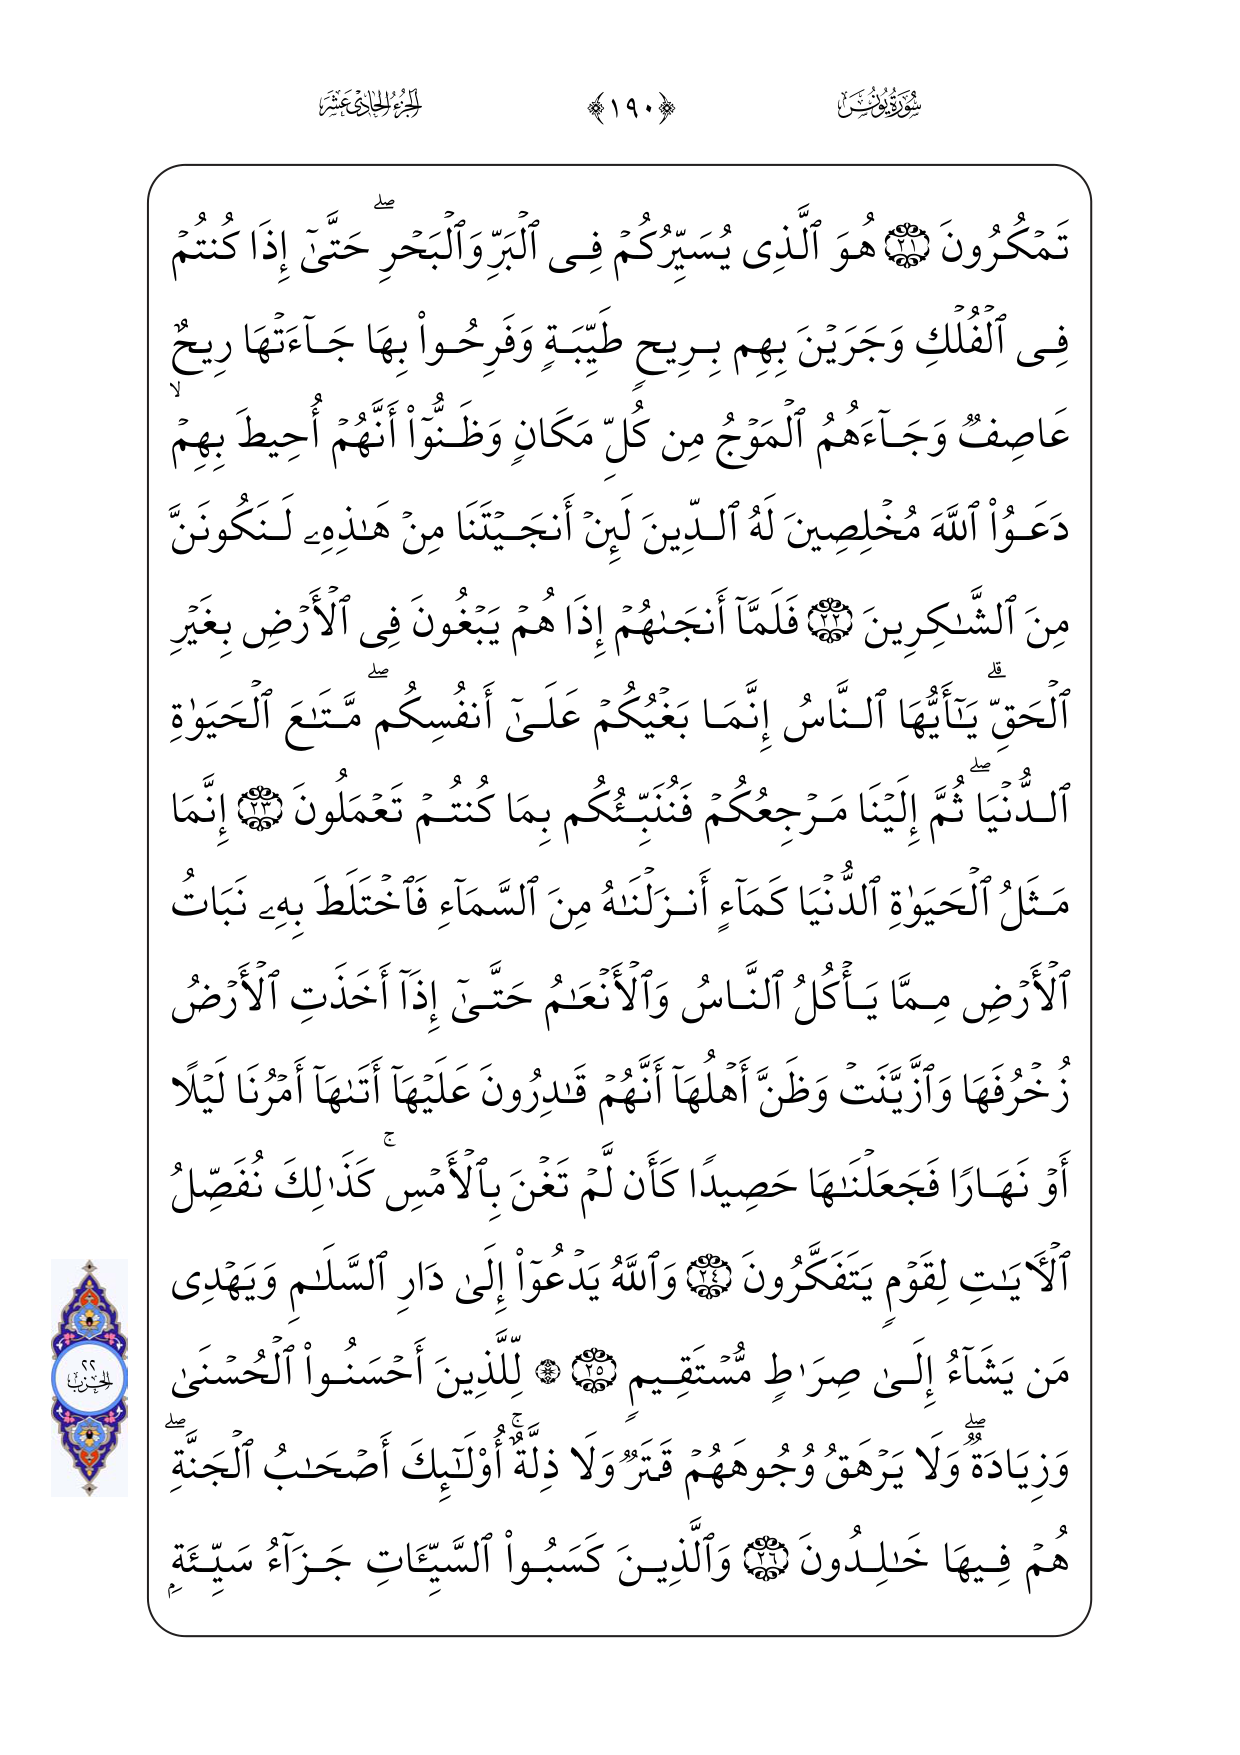 سُورَةُ يُونُسَ
﴿١٩٠﴾
الجُزءُ الحَادِي عَشَرَ
تَمۡكُرُونَ ٢١ هُوَ ٱلَّذِى يُسَيِّرُكُمۡ فِى ٱلۡبَرِّ وَٱلۡبَحۡرِۖ حَتَّىٰٓ إِذَا كُنتُمۡ
فِى ٱلۡفُلۡكِ وَجَرَيۡنَ بِهِم بِرِيحٍ طَيِّبَةٍ وَفَرِحُواْ بِهَا جَآءَتۡهَا رِيحٌ
عَاصِفٌ وَجَآءَهُمُ ٱلۡمَوۡجُ مِن كُلِّ مَكَانٍ وَظَنُّوٓاْ أَنَّهُمۡ أُحِيطَ بِهِمۡۙ
دَعَوُاْ ٱللَّهَ مُخۡلِصِينَ لَهُ ٱلدِّينَ لَئِنۡ أَنجَيۡتَنَا مِنۡ هَٰذِهِۦ لَنَكُونَنَّ
مِنَ ٱلشَّٰكِرِينَ ٢٢ فَلَمَّآ أَنجَىٰهُمۡ إِذَا هُمۡ يَبۡغُونَ فِى ٱلۡأَرۡضِ بِغَيۡرِ
ٱلۡحَقِّۗ يَٰٓأَيُّهَا ٱلنَّاسُ إِنَّمَا بَغۡيُكُمۡ عَلَىٰٓ أَنفُسِكُمۖ مَّتَٰعَ ٱلۡحَيَوٰةِ
ٱلدُّنۡيَاۖ ثُمَّ إِلَيۡنَا مَرۡجِعُكُمۡ فَنُنَبِّئُكُم بِمَا كُنتُمۡ تَعۡمَلُونَ ٢٣ إِنَّمَا
مَثَلُ ٱلۡحَيَوٰةِ ٱلدُّنۡيَا كَمَآءٍ أَنزَلۡنَٰهُ مِنَ ٱلسَّمَآءِ فَٱخۡتَلَطَ بِهِۦ نَبَاتُ
ٱلۡأَرۡضِ مِمَّا يَأۡكُلُ ٱلنَّاسُ وَٱلۡأَنۡعَٰمُ حَتَّىٰٓ إِذَآ أَخَذَتِ ٱلۡأَرۡضُ
زُخۡرُفَهَا وَٱزَّيَّنَتۡ وَظَنَّ أَهۡلُهَآ أَنَّهُمۡ قَٰدِرُونَ عَلَيۡهَآ أَتَىٰهَآ أَمۡرُنَا لَيۡلًا
أَوۡ نَهَارًا فَجَعَلۡنَٰهَا حَصِيدًا كَأَن لَّمۡ تَغۡنَ بِٱلۡأَمۡسِۚ كَذَٰلِكَ نُفَصِّلُ
ٱلۡأٓيَٰتِ لِقَوۡمٍ يَتَفَكَّرُونَ ٢٤ وَٱللَّهُ يَدۡعُوٓاْ إِلَىٰ دَارِ ٱلسَّلَٰمِ وَيَهۡدِى
مَن يَشَآءُ إِلَىٰ صِرَٰطٍ مُّسۡتَقِيمٍ ٢٥ ۞ لِّلَّذِينَ أَحۡسَنُواْ ٱلۡحُسۡنَىٰ
وَزِيَادَةٌۖ وَلَا يَرۡهَقُ وُجُوهَهُمۡ قَتَرٌ وَلَا ذِلَّةٌۚ أُوْلَٰٓئِكَ أَصۡحَٰبُ ٱلۡجَنَّةِۖ
هُمۡ فِيهَا خَٰلِدُونَ ٢٦ وَٱلَّذِينَ كَسَبُواْ ٱلسَّيِّـَٔاتِ جَزَآءُ سَيِّئَةِۭ
٢٢
الحِزب